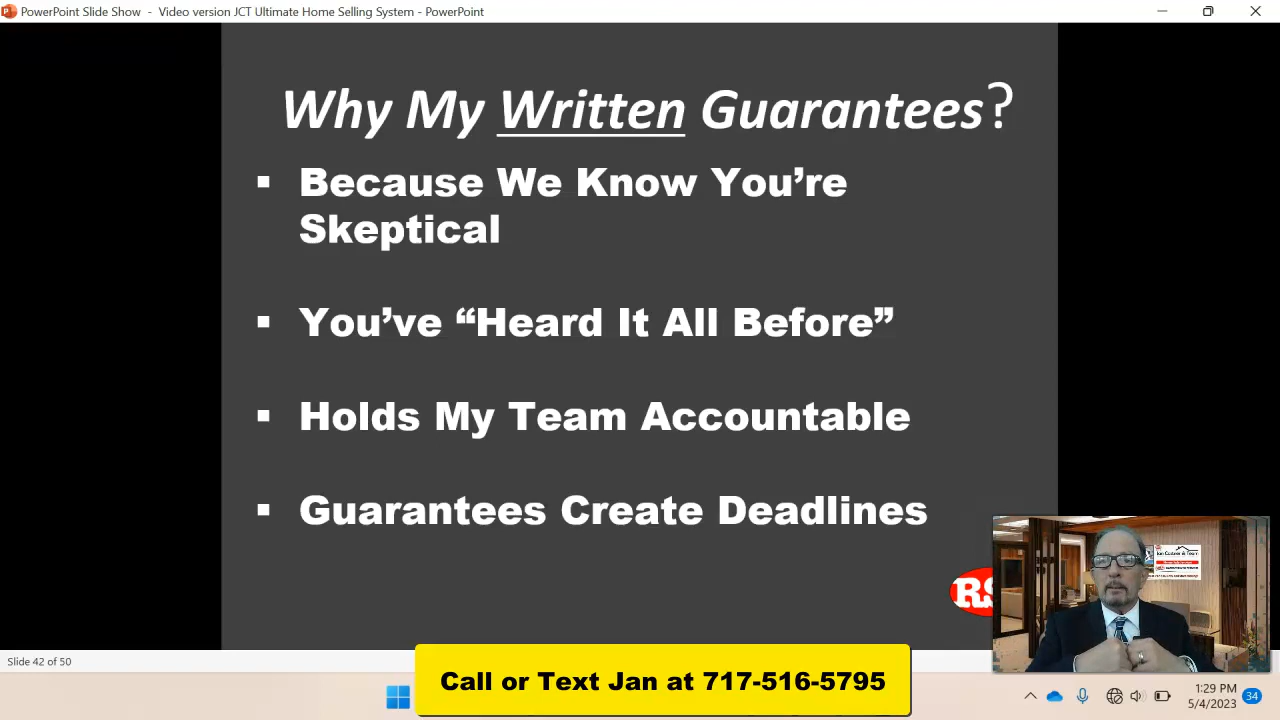 PowerPoint Slide Show - Video version JCT Ultimate Home Selling System - PowerPoint
Why My Written Guarantees?
▪ Because We Know You're
Skeptical
▪ You've “Heard It All Before”
▪ Holds My Team Accountable
▪ Guarantees Create Deadlines
RS
Slide 42 of 50
Call or Text Jan at 717-516-5795
1:29 PM
5/4/2023
34